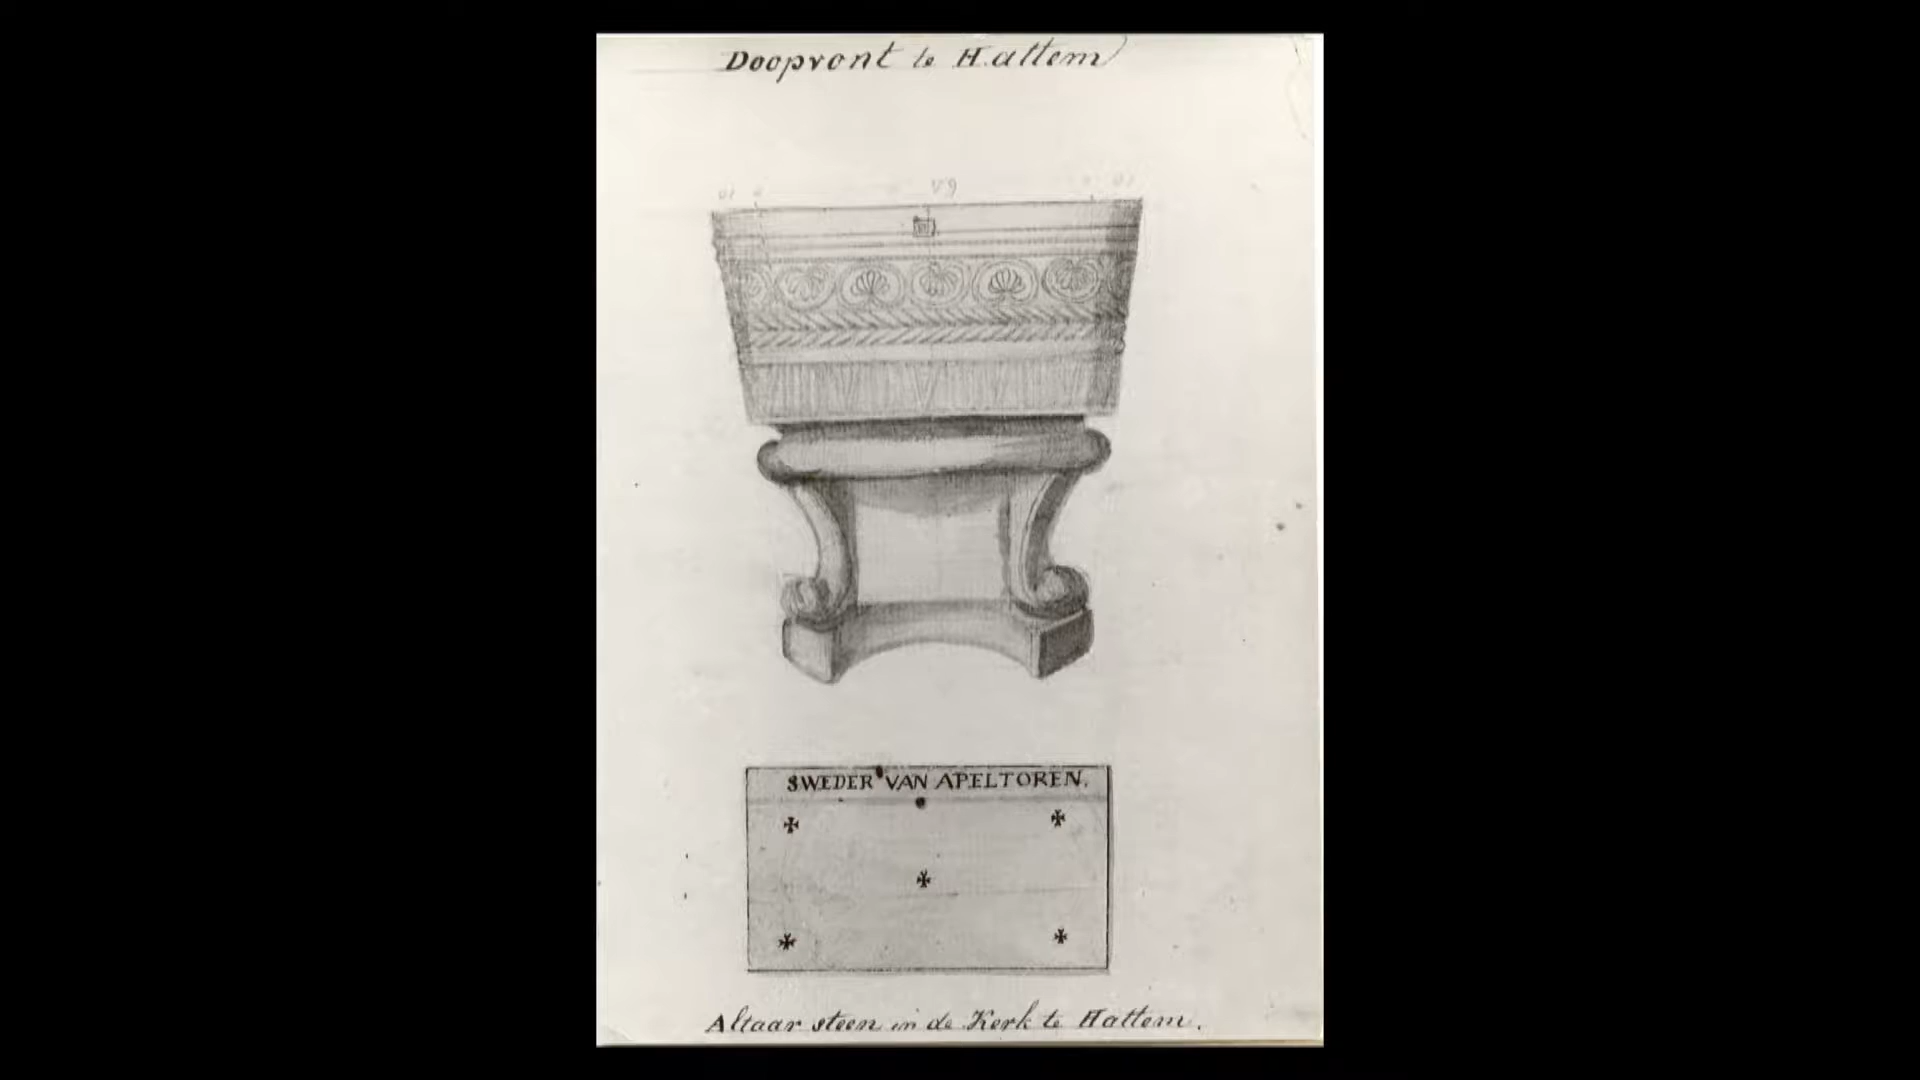 Doopvont te Hattem
SWEDER VAN APELTOREN.
Altaar steen in de Kerk te Hattem.